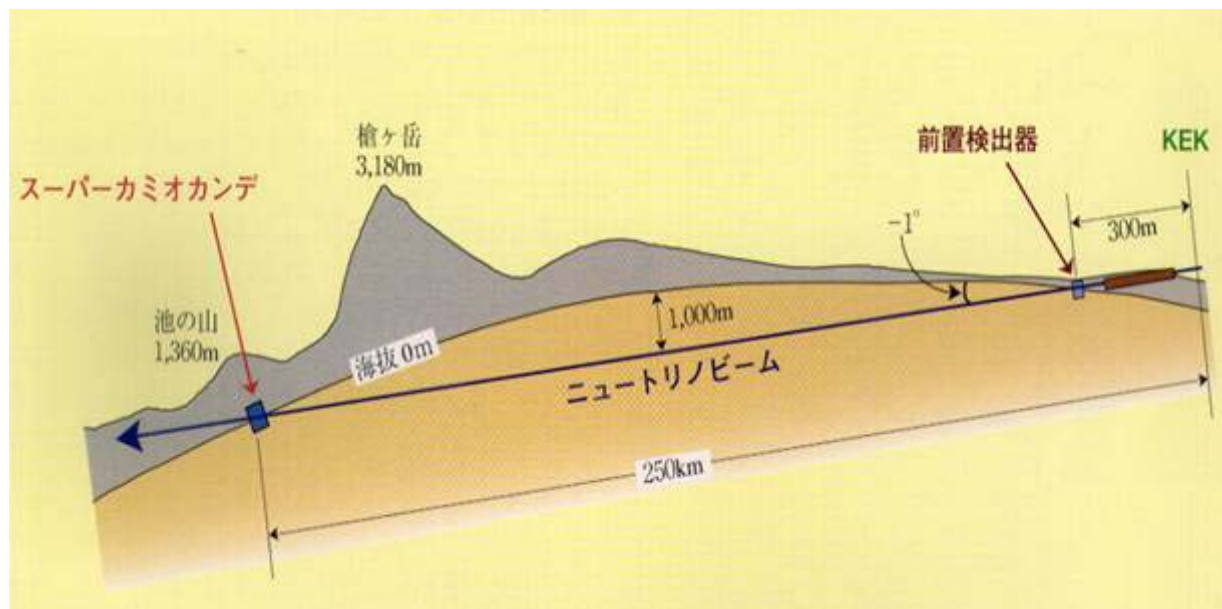 槍ヶ岳
3,180m
前置検出器
KEK
スーパーカミオカンデ
300m
-1°
池の山
1,360m
海抜0m
1,000m
ニュートリノビーム
250km